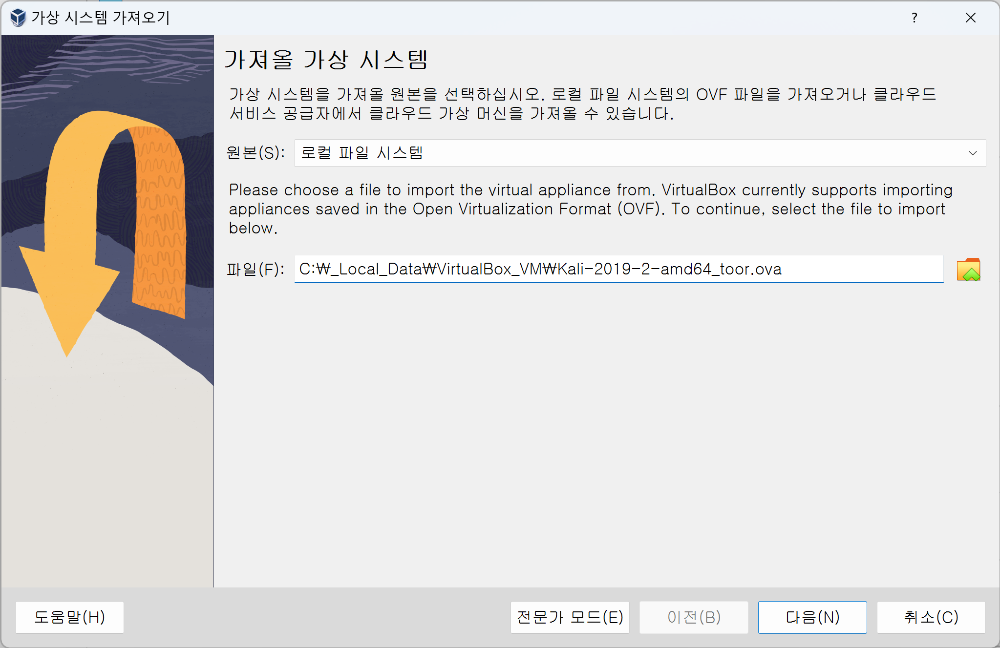 가상 시스템 가져오기
?
가져올 가상 시스템
가상 시스템을 가져올 원본을 선택하십시오. 로컬 파일 시스템의 OVF 파일을 가져오거나 클라우드
서비스 공급자에서 클라우드 가상 머신을 가져올 수 있습니다.
원본(S): 로컬 파일 시스템
Please choose a file to import the virtual appliance from. VirtualBox currently supports importing
appliances saved in the Open Virtualization Format (OVF). To continue, select the file to import
below.
파일(F): C:₩_Local_Data₩VirtualBox_VM₩Kali-2019-2-amd64_toor.ova
도움말(H) 전문가 모드(E) 이전(B) 다음(N) 취소(C)